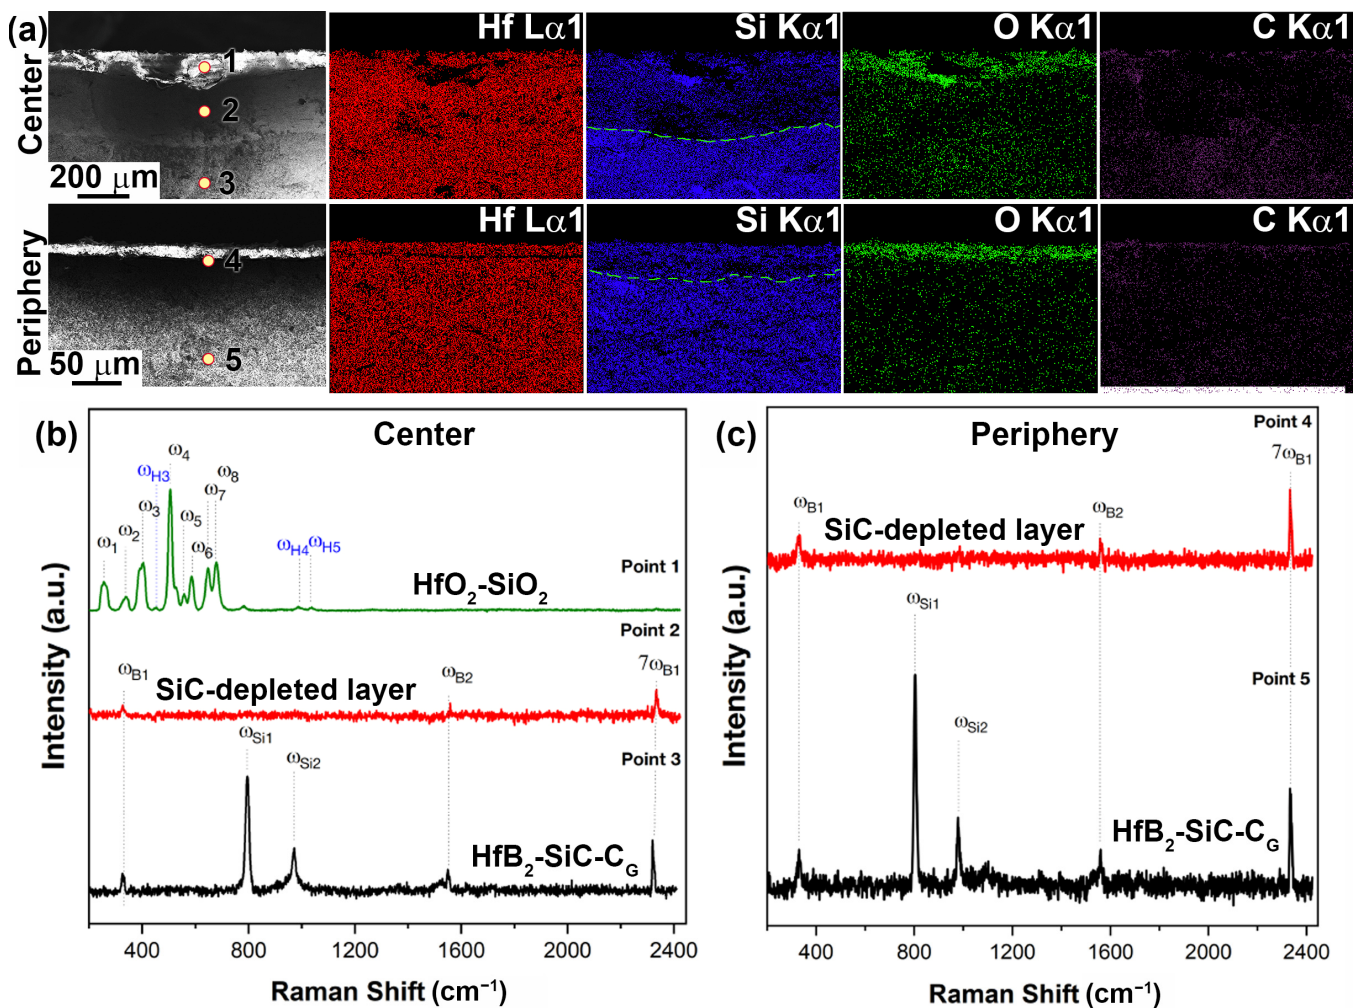 (a)
Center
1
2
3
200 μm
Hf Lα1
Si Kα1
O Kα1
C Kα1
Periphery
4
5
50 μm
Hf Lα1
Si Kα1
O Kα1
C Kα1
(b)
Center
ω1
ω2
ω3
ωH3
ω4
ω5
ω6
ω7
ω8
ωH4
ωH5
Point 1
HfO2-SiO2
Point 2
ωB1
SiC-depleted layer
ωB2
7ωB1
ωSi1
ωSi2
Point 3
HfB2-SiC-CG
Intensity (a.u.)
400
800
1200
1600
2000
2400
Raman Shift (cm−1)
(c)
Periphery
Point 4
7ωB1
ωB1
SiC-depleted layer
ωB2
ωSi1
ωSi2
Point 5
HfB2-SiC-CG
Intensity (a.u.)
400
800
1200
1600
2000
2400
Raman Shift (cm−1)